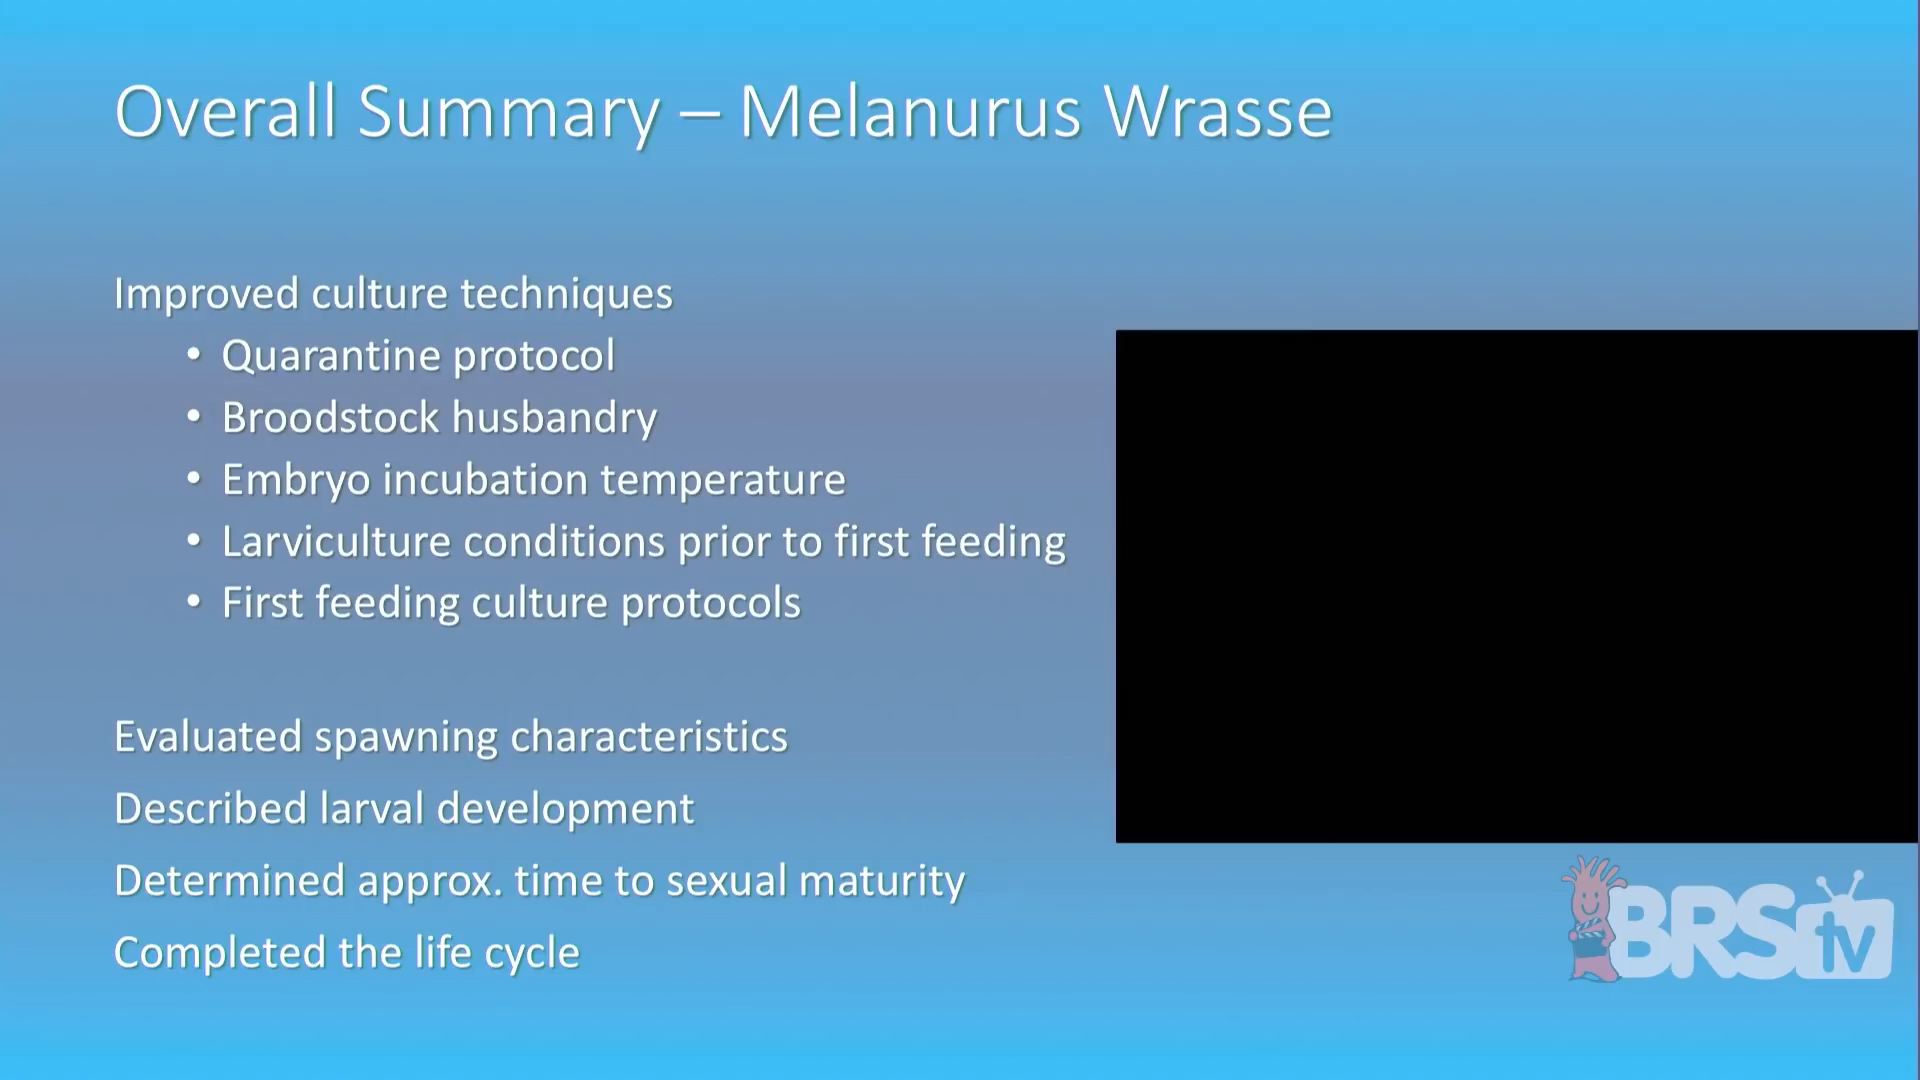 Overall Summary – Melanurus Wrasse
Improved culture techniques
• Quarantine protocol
• Broodstock husbandry
• Embryo incubation temperature
• Larviculture conditions prior to first feeding
• First feeding culture protocols
Evaluated spawning characteristics
Described larval development
Determined approx. time to sexual maturity
Completed the life cycle
BRStv